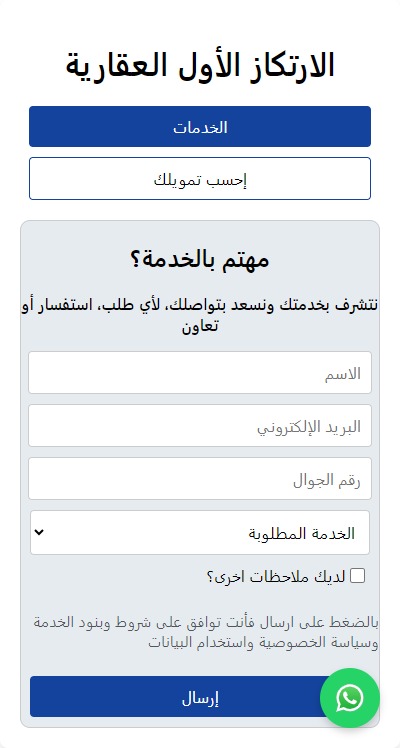 الارتكاز الأول العقارية
الخدمات
إحسب تمويلك
مهتم بالخدمة؟
نتشرف بخدمتك ونسعد بتواصلك، لأي طلب، استفسار أو
تعاون
الاسم
البريد الإلكتروني
رقم الجوال
الخدمة المطلوبة
لديك ملاحظات اخرى؟
بالضغط على ارسال فأنت توافق على شروط وبنود الخدمة
وسياسة الخصوصية واستخدام البيانات
إرسال